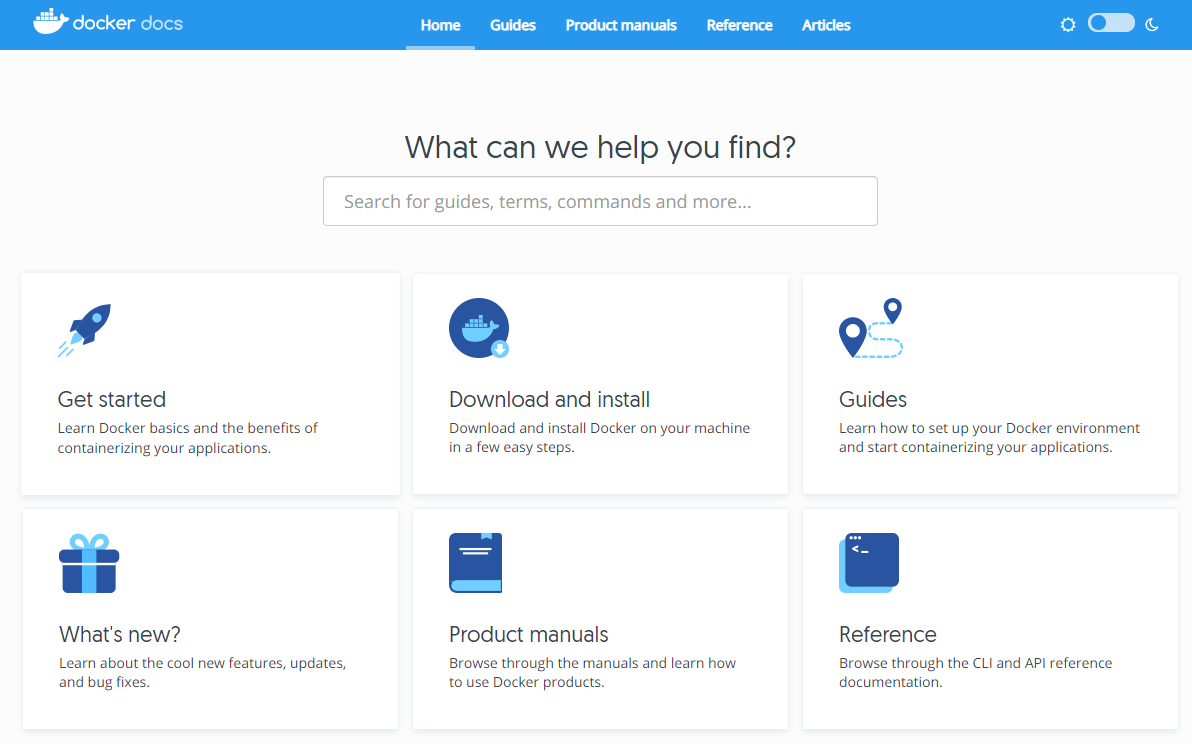 docker docs
Home Guides Product manuals Reference Articles
What can we help you find?
Search for guides, terms, commands and more...
Get started
Learn Docker basics and the benefits of
containerizing your applications.
Download and install
Download and install Docker on your machine
in a few easy steps.
Guides
Learn how to set up your Docker environment
and start containerizing your applications.
What's new?
Learn about the cool new features, updates,
and bug fixes.
Product manuals
Browse through the manuals and learn how
to use Docker products.
Reference
Browse through the CLI and API reference
documentation.